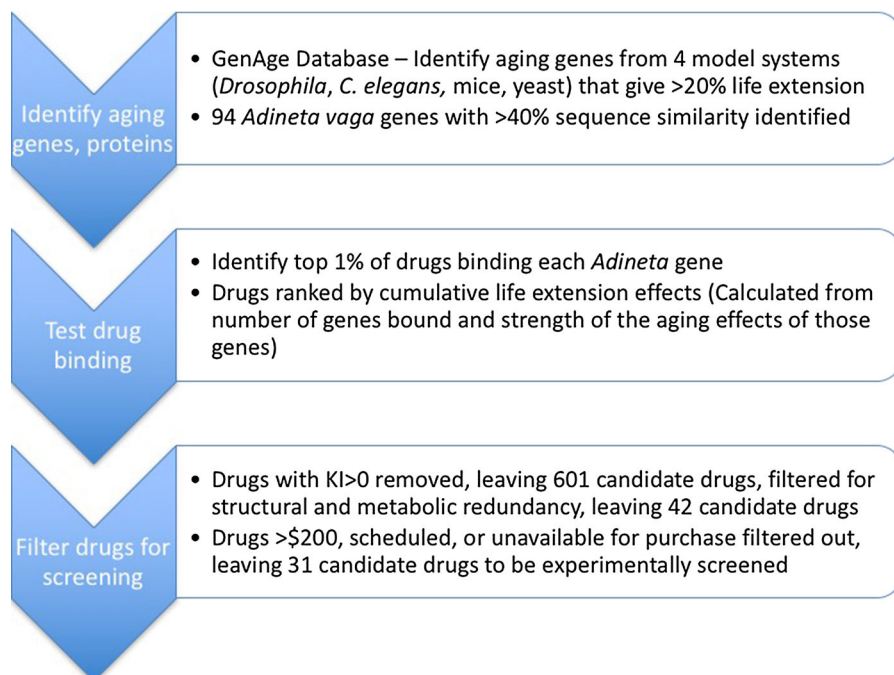 Identify aging
genes, proteins
• GenAge Database – Identify aging genes from 4 model systems
(Drosophila, C. elegans, mice, yeast) that give >20% life extension
• 94 Adineta vaga genes with >40% sequence similarity identified
Test drug
binding
• Identify top 1% of drugs binding each Adineta gene
• Drugs ranked by cumulative life extension effects (Calculated from
number of genes bound and strength of the aging effects of those
genes)
Filter drugs for
screening
• Drugs with KI>0 removed, leaving 601 candidate drugs, filtered for
structural and metabolic redundancy, leaving 42 candidate drugs
• Drugs >$200, scheduled, or unavailable for purchase filtered out,
leaving 31 candidate drugs to be experimentally screened